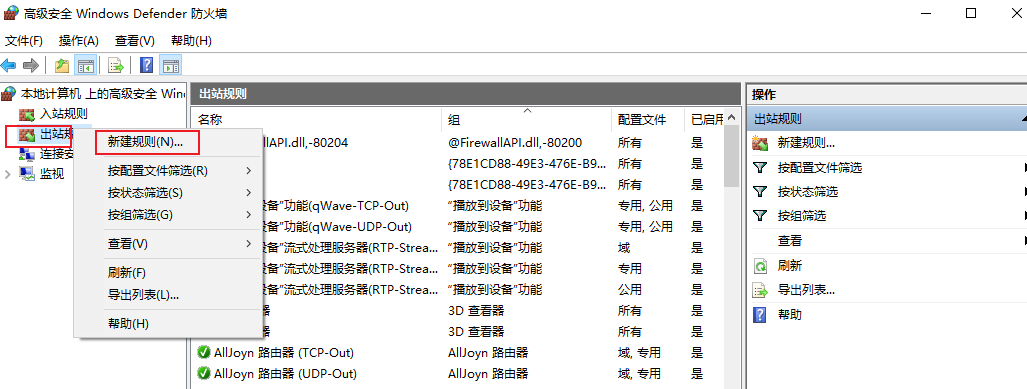 高级安全 Windows Defender 防火墙
文件(F) 操作(A) 查看(V) 帮助(H)
本地计算机 上的高级安全 Win
入站规则
出站规
连接安
监视
新建规则(N)...
按配置文件筛选(R)
按状态筛选(S)
按组筛选(G)
查看(V)
刷新(F)
导出列表(L)...
帮助(H)
出站规则
名称 组 配置文件 已启用
allAPI.dll,-80204 @FirewallAPI.dll,-80200 所有 是
{78E1CD88-49E3-476E-B9... 所有 是
{78E1CD88-49E3-476E-B9... 所有 是
设备”功能(qWave-TCP-Out) “播放到设备”功能 专用, 公用 是
设备”功能(qWave-UDP-Out) “播放到设备”功能 专用, 公用 是
设备”流式处理服务器(RTP-Strea... “播放到设备”功能 域 是
设备”流式处理服务器(RTP-Strea... “播放到设备”功能 专用 是
设备”流式处理服务器(RTP-Strea... “播放到设备”功能 公用 是
器 3D 查看器 所有 是
器 3D 查看器 所有 是
AllJoyn 路由器 (TCP-Out) AllJoyn 路由器 域, 专用 是
AllJoyn 路由器 (UDP-Out) AllJoyn 路由器 域, 专用 是
操作
出站规则
新建规则...
按配置文件筛选
按状态筛选
按组筛选
查看
刷新
导出列表...
帮助